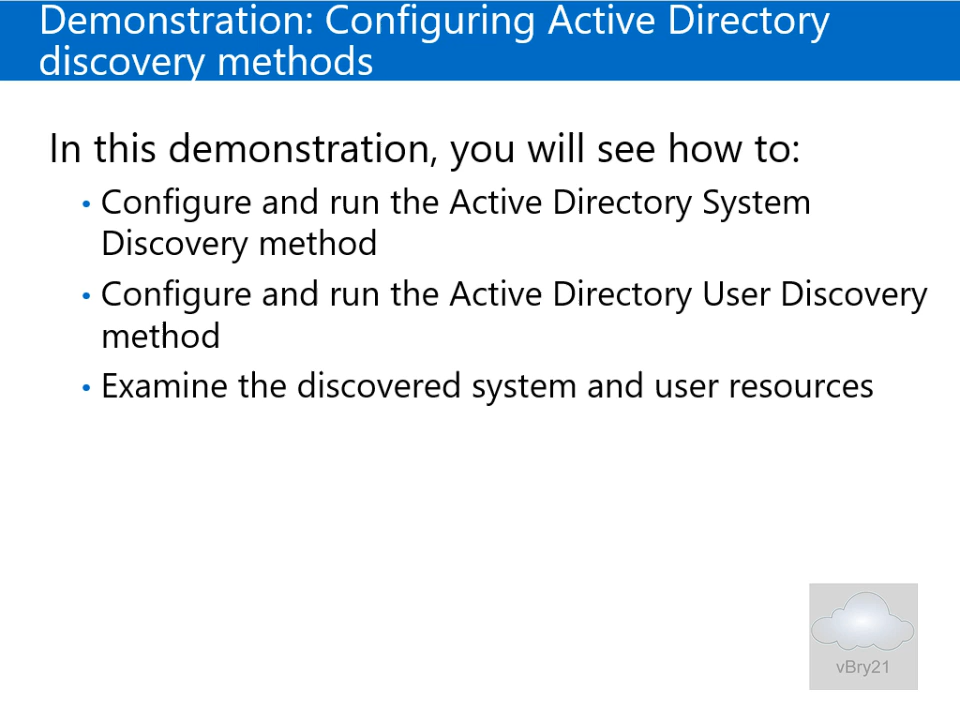 Demonstration: Configuring Active Directory
discovery methods
In this demonstration, you will see how to:
• Configure and run the Active Directory System
Discovery method
• Configure and run the Active Directory User Discovery
method
• Examine the discovered system and user resources
vBry21